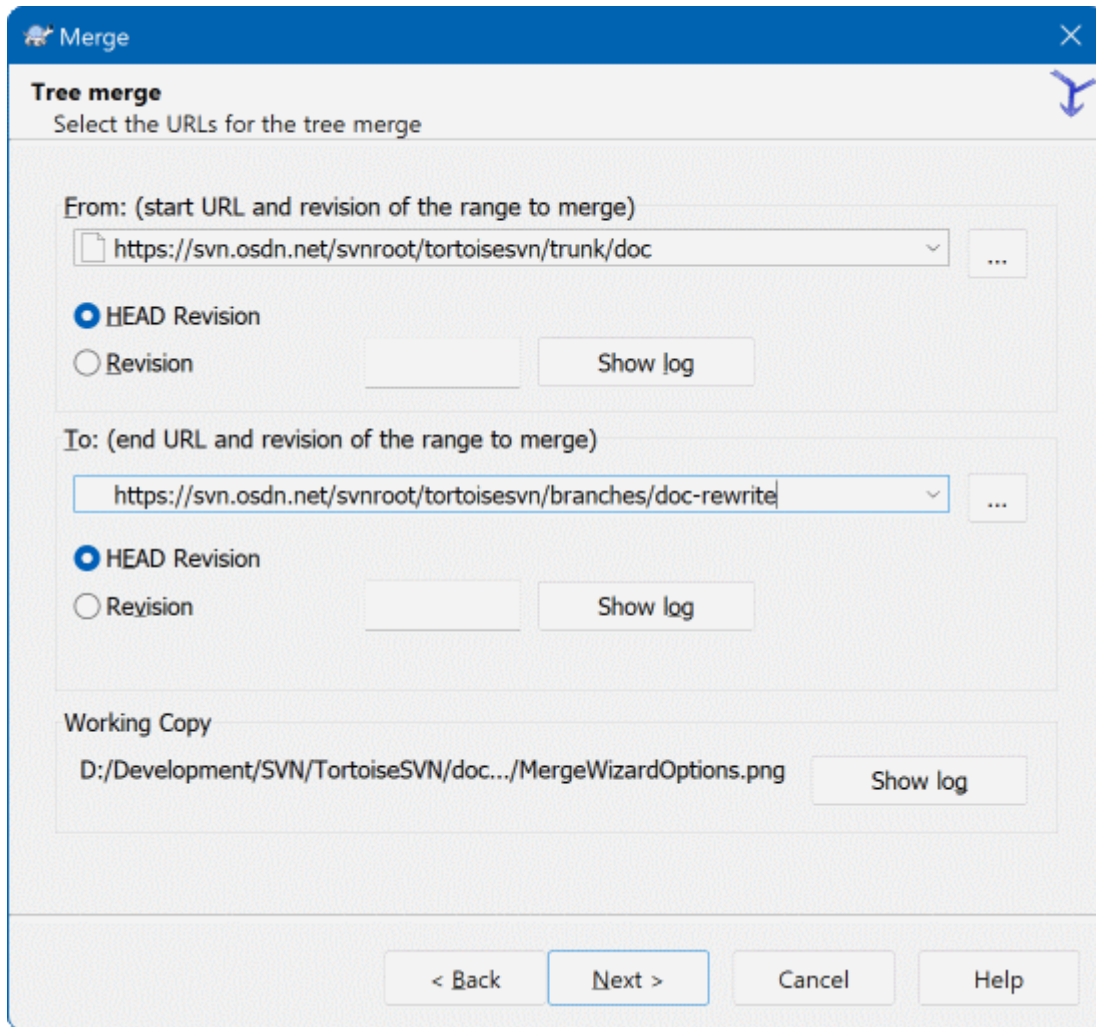 Merge
Tree merge
Select the URLs for the tree merge
From: (start URL and revision of the range to merge)
https://svn.osdn.net/svnroot/tortoisesvn/trunk/doc
...
HEAD Revision
Revision
Show log
To: (end URL and revision of the range to merge)
https://svn.osdn.net/svnroot/tortoisesvn/branches/doc-rewrite
...
HEAD Revision
Revision
Show log
Working Copy
D:/Development/SVN/TortoiseSVN/doc.../MergeWizardOptions.png
Show log
< Back
Next >
Cancel
Help